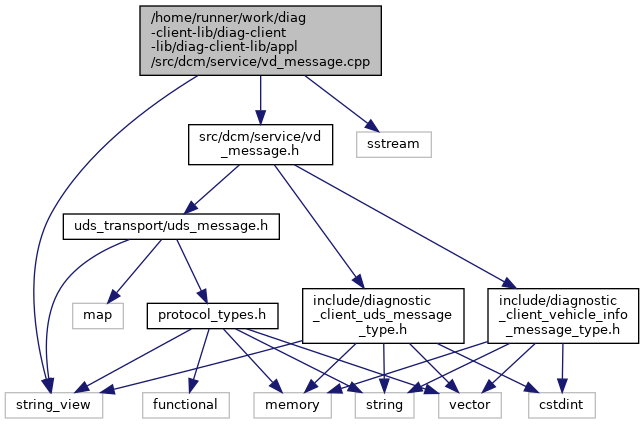 /home/runner/work/diag
-client-lib/diag-client
-lib/diag-client-lib/appl
/src/dcm/service/vd_message.cpp
src/dcm/service/vd
_message.h
sstream
uds_transport/uds_message.h
map
protocol_types.h
include/diagnostic
_client_uds_message
_type.h
include/diagnostic
_client_vehicle_info
_message_type.h
string_view
functional
memory
string
vector
cstdint